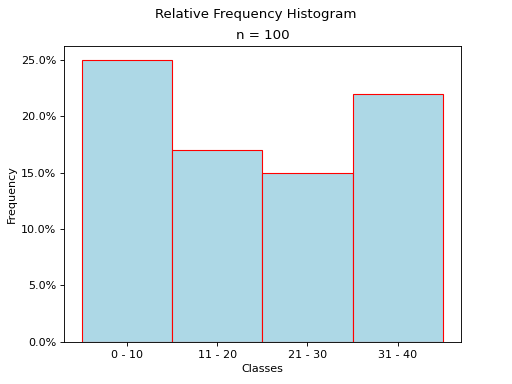 Relative Frequency Histogram
n = 100
25.0%
20.0%
15.0%
10.0%
5.0%
0.0%
Frequency
0 - 10 11 - 20 21 - 30 31 - 40
Classes